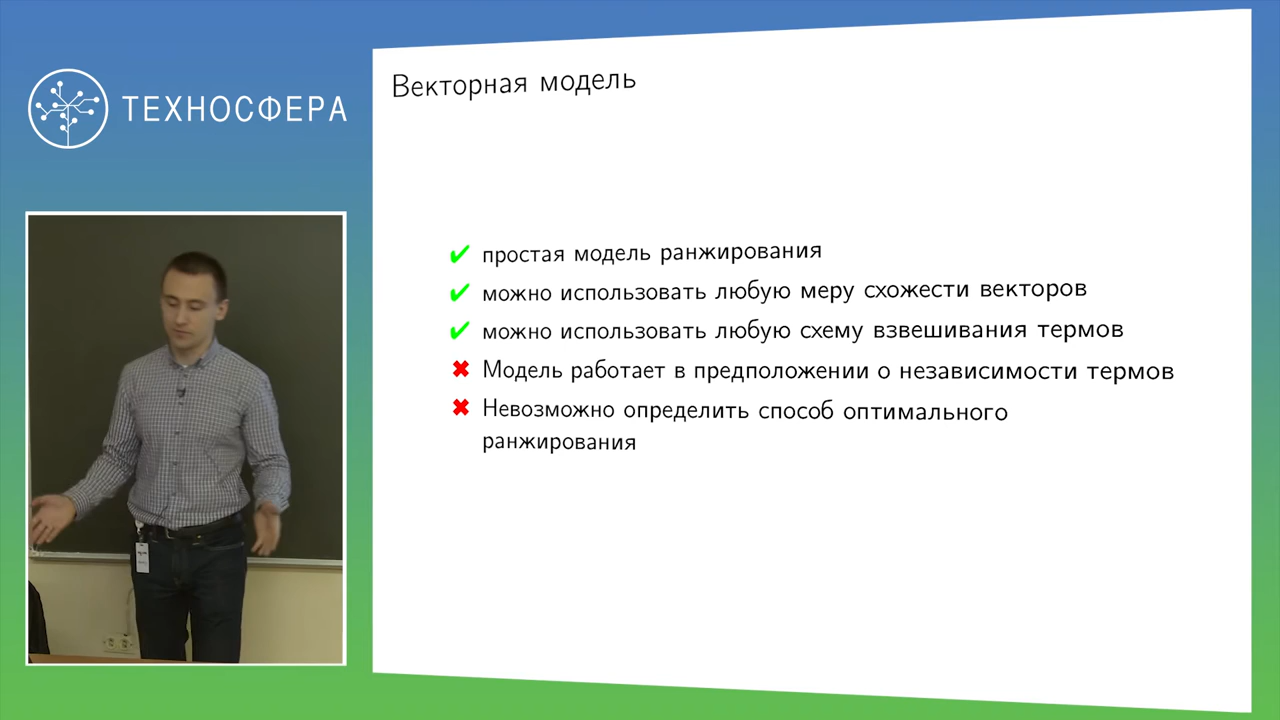 ТЕХНОСФЕРА
Векторная модель
простая модель ранжирования
можно использовать любую меру схожести векторов
можно использовать любую схему взвешивания термов
Модель работает в предположении о независимости термов
Невозможно определить способ оптимального
ранжирования